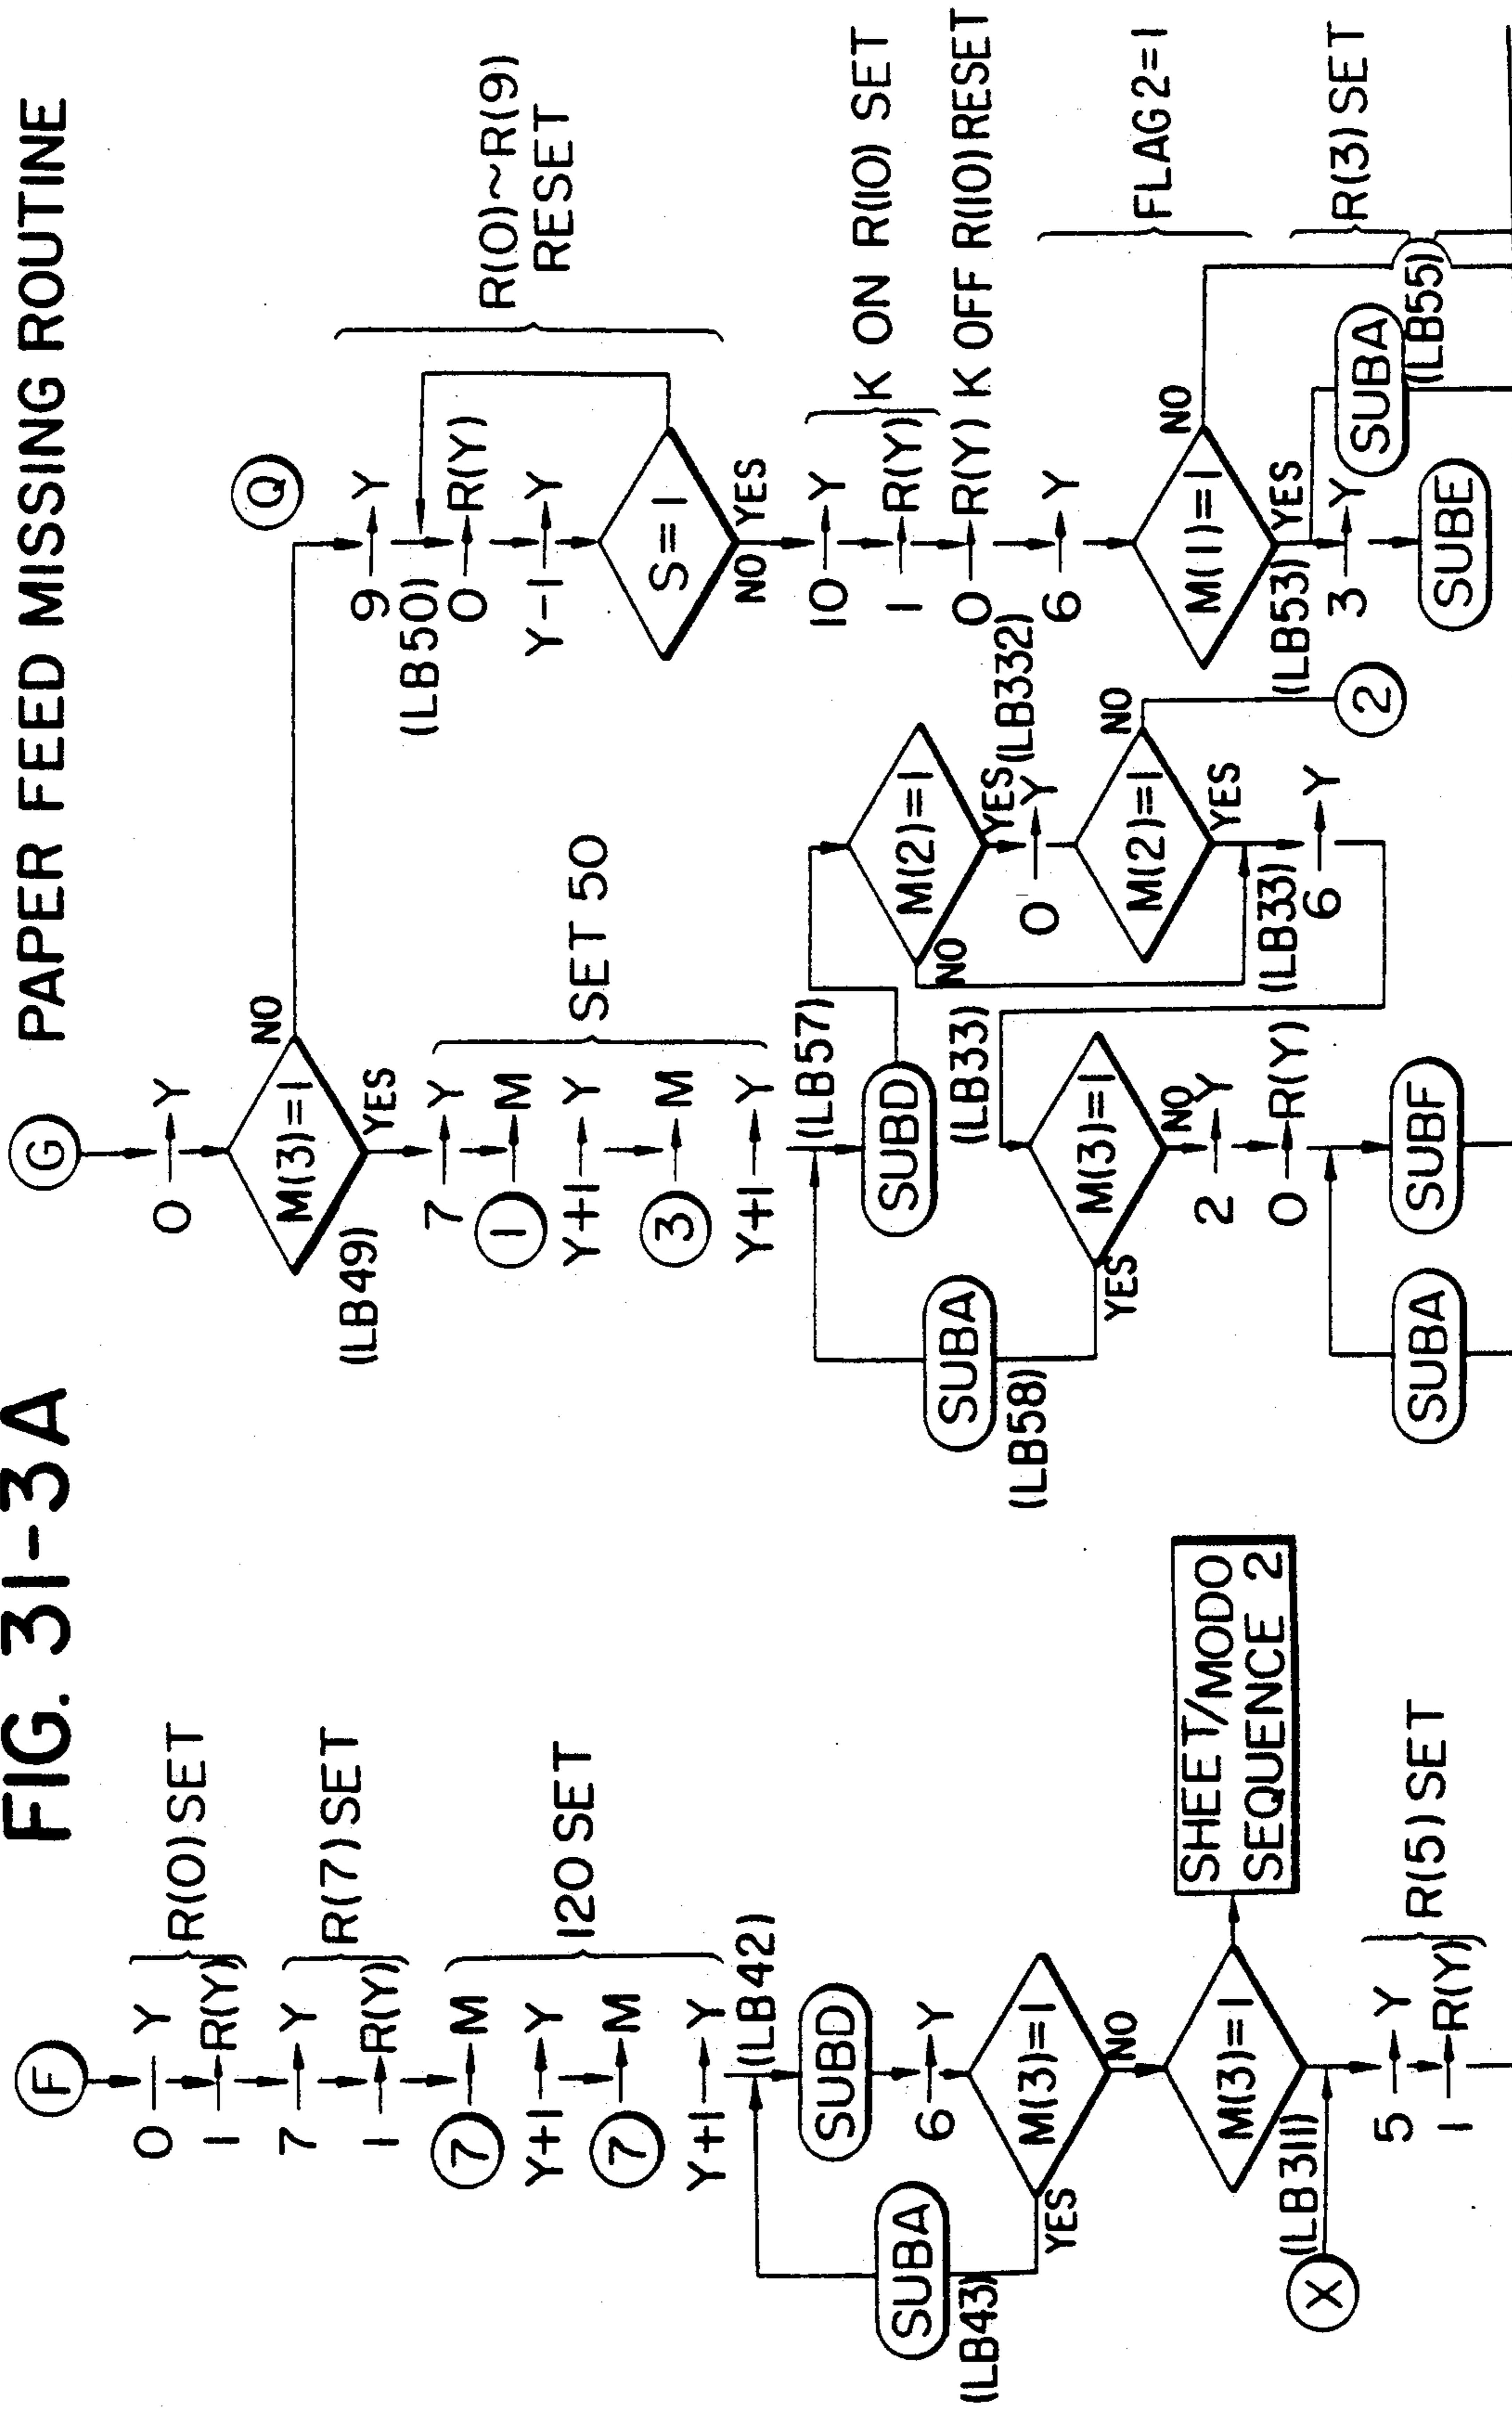 FIG. 31-3A
PAPER FEED MISSING ROUTINE
F
0 → Y
1 → R(Y)
R(0) SET
7 → Y
1 → R(Y)
R(7) SET
7 → M
Y+1 → Y
7 → M
Y+1 → Y
120 SET
(LB42)
SUBD
SUBA
(LB43)
6 → Y
M(3)=1
YES
NO
M(3)=1
SHEET/MODO
SEQUENCE 2
(LB311)
X
5 → Y
1 → R(Y)
R(5) SET
G
0 → Y
M(3)=1
NO
YES
(LB49)
7 → Y
1 → M
Y+1 → Y
3 → M
Y+1 → Y
SET 50
(LB57)
SUBD
SUBA
(LB58)
(LB33)
M(3)=1
YES
NO
2 → Y
0 → R(Y)
SUBF
SUBA
M(2)=1
NO
YES
(LB332)
0 → Y
M(2)=1
NO
YES
2
(LB33)
6 → Y
Q
9 → Y
(LB50)
0 → R(Y)
Y-1 → Y
S=1
NO
YES
R(0)~R(9)
RESET
10 → Y
1 → R(Y)
K ON R(10) SET
0 → R(Y)
K OFF R(10) RESET
6 → Y
M(1)=1
NO
YES
FLAG2=1
(LB53)
3 → Y
R(3) SET
SUBA
(LB55)
SUBE